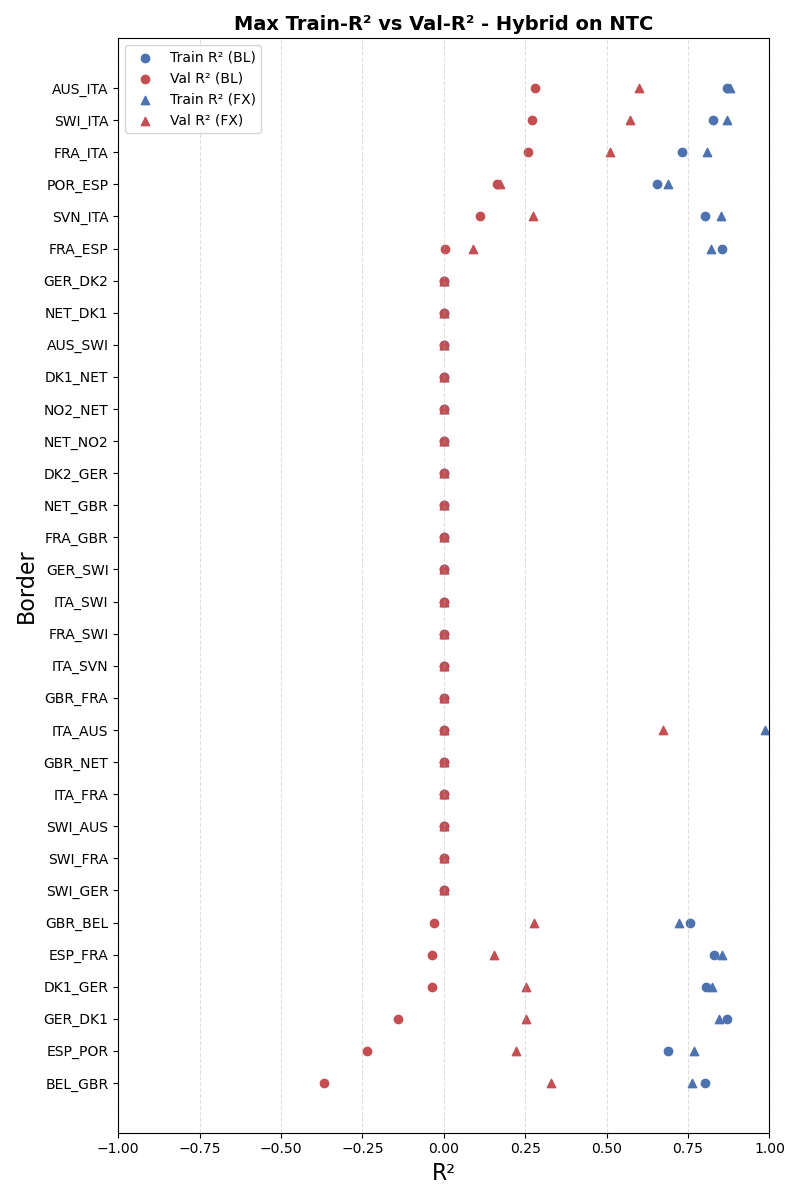 Max Train-R² vs Val-R² - Hybrid on NTC
Train R² (BL)
Val R² (BL)
Train R² (FX)
Val R² (FX)
AUS_ITA
SWI_ITA
FRA_ITA
POR_ESP
SVN_ITA
FRA_ESP
GER_DK2
NET_DK1
AUS_SWI
DK1_NET
NO2_NET
NET_NO2
DK2_GER
NET_GBR
FRA_GBR
GER_SWI
ITA_SWI
FRA_SWI
ITA_SVN
GBR_FRA
ITA_AUS
GBR_NET
ITA_FRA
SWI_AUS
SWI_FRA
SWI_GER
GBR_BEL
ESP_FRA
DK1_GER
GER_DK1
ESP_POR
BEL_GBR
Border
−1.00 −0.75 −0.50 −0.25 0.00 0.25 0.50 0.75 1.00
R²